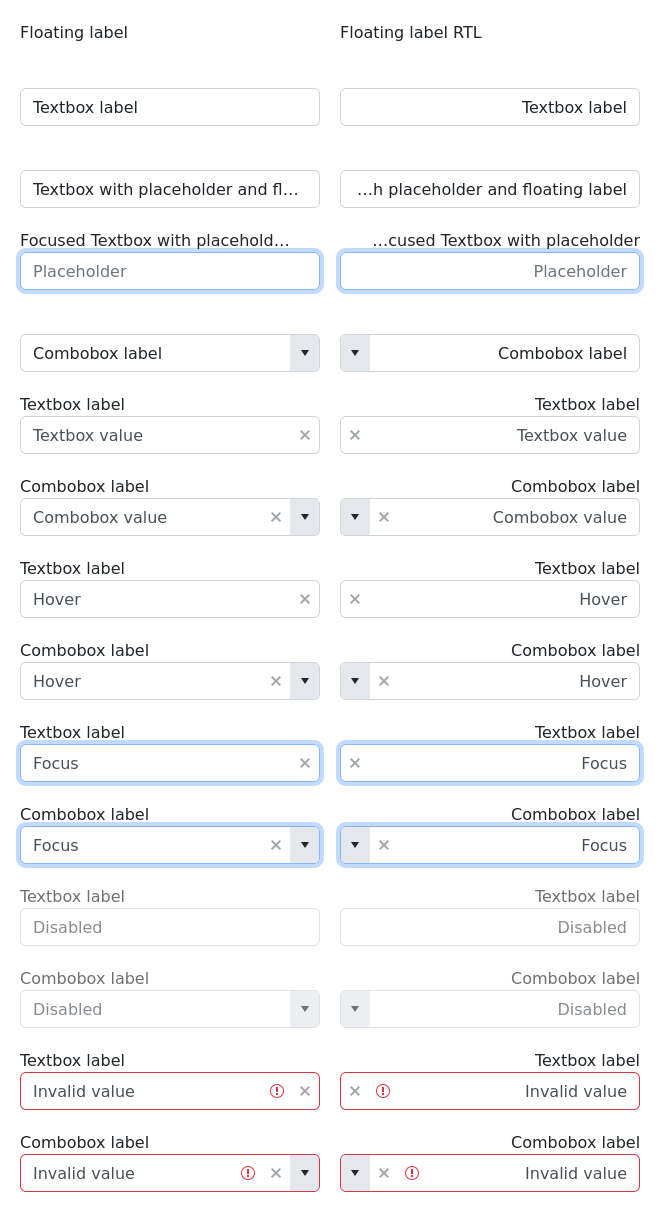 Floating label
Floating label RTL
Textbox label
Textbox label
Textbox with placeholder and fl…
…h placeholder and floating label
Focused Textbox with placehold…
…cused Textbox with placeholder
Placeholder
Placeholder
Combobox label
Combobox label
Textbox label
Textbox label
Textbox value
Textbox value
Combobox label
Combobox label
Combobox value
Combobox value
Textbox label
Textbox label
Hover
Hover
Combobox label
Combobox label
Hover
Hover
Textbox label
Textbox label
Focus
Focus
Combobox label
Combobox label
Focus
Focus
Textbox label
Textbox label
Disabled
Disabled
Combobox label
Combobox label
Disabled
Disabled
Textbox label
Textbox label
Invalid value
Invalid value
Combobox label
Combobox label
Invalid value
Invalid value